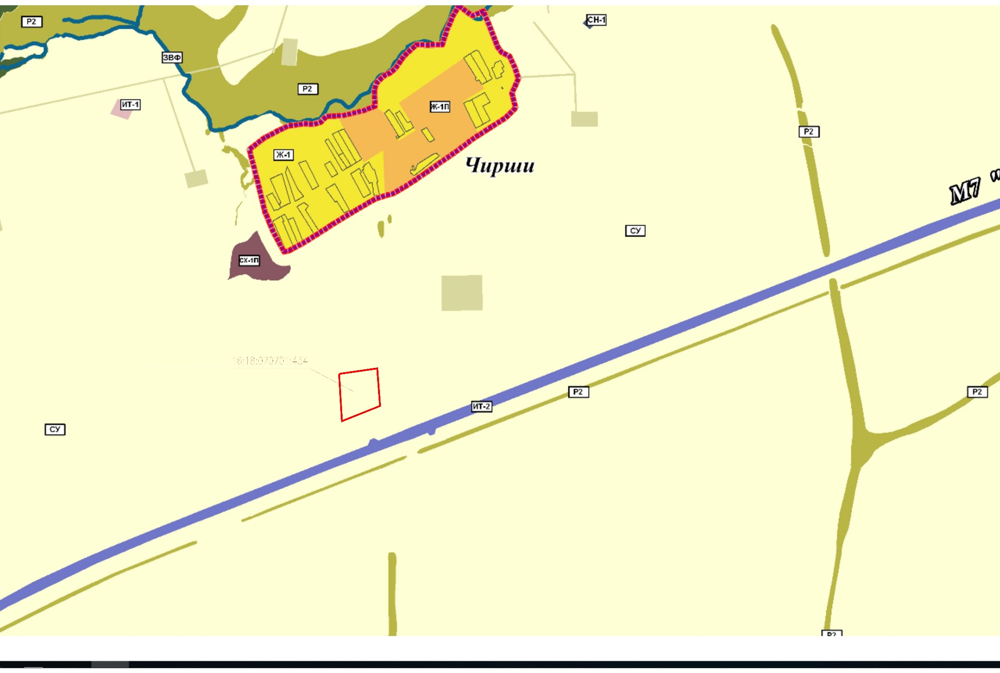 Р2
СН-1
ЗВФ
Р2
ИТ-1
Ж-1П
Р2
Ж-1
Чирши
М7 "
СУ
СХ-1П
16:18:070701:434
Р2
Р2
ИТ-2
СУ
Р2